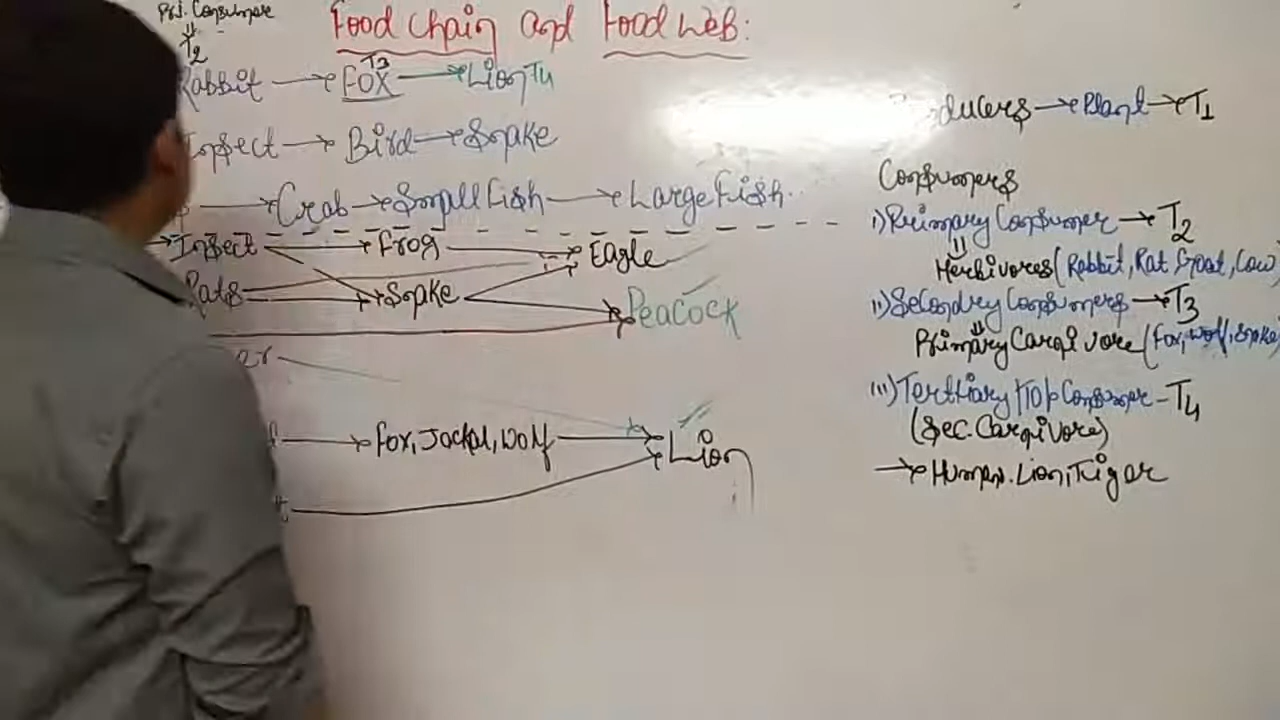 Pri. Consumer
Food Chain and Food Web:
T2
Rabbit → Fox T3 → Lion T4
Insect → Bird → Snake
→ Crab → Small Fish → Large Fish.
Insect → Frog → Eagle
Rats → Snake
Peacock
→ Fox, Jackal, Wolf → Lion
ducers → Plant → T1
Consumers
i) Primary Consumer → T2
Herbivores (Rabbit, Rat, Goat, Cow)
ii) Secondry Consumers → T3
Primary Carnivore (Fox, Wolf, Snake)
iii) Tertiary / Top Consumer - T4
(Sec. Carnivore)
→ Human. Lion, Tiger